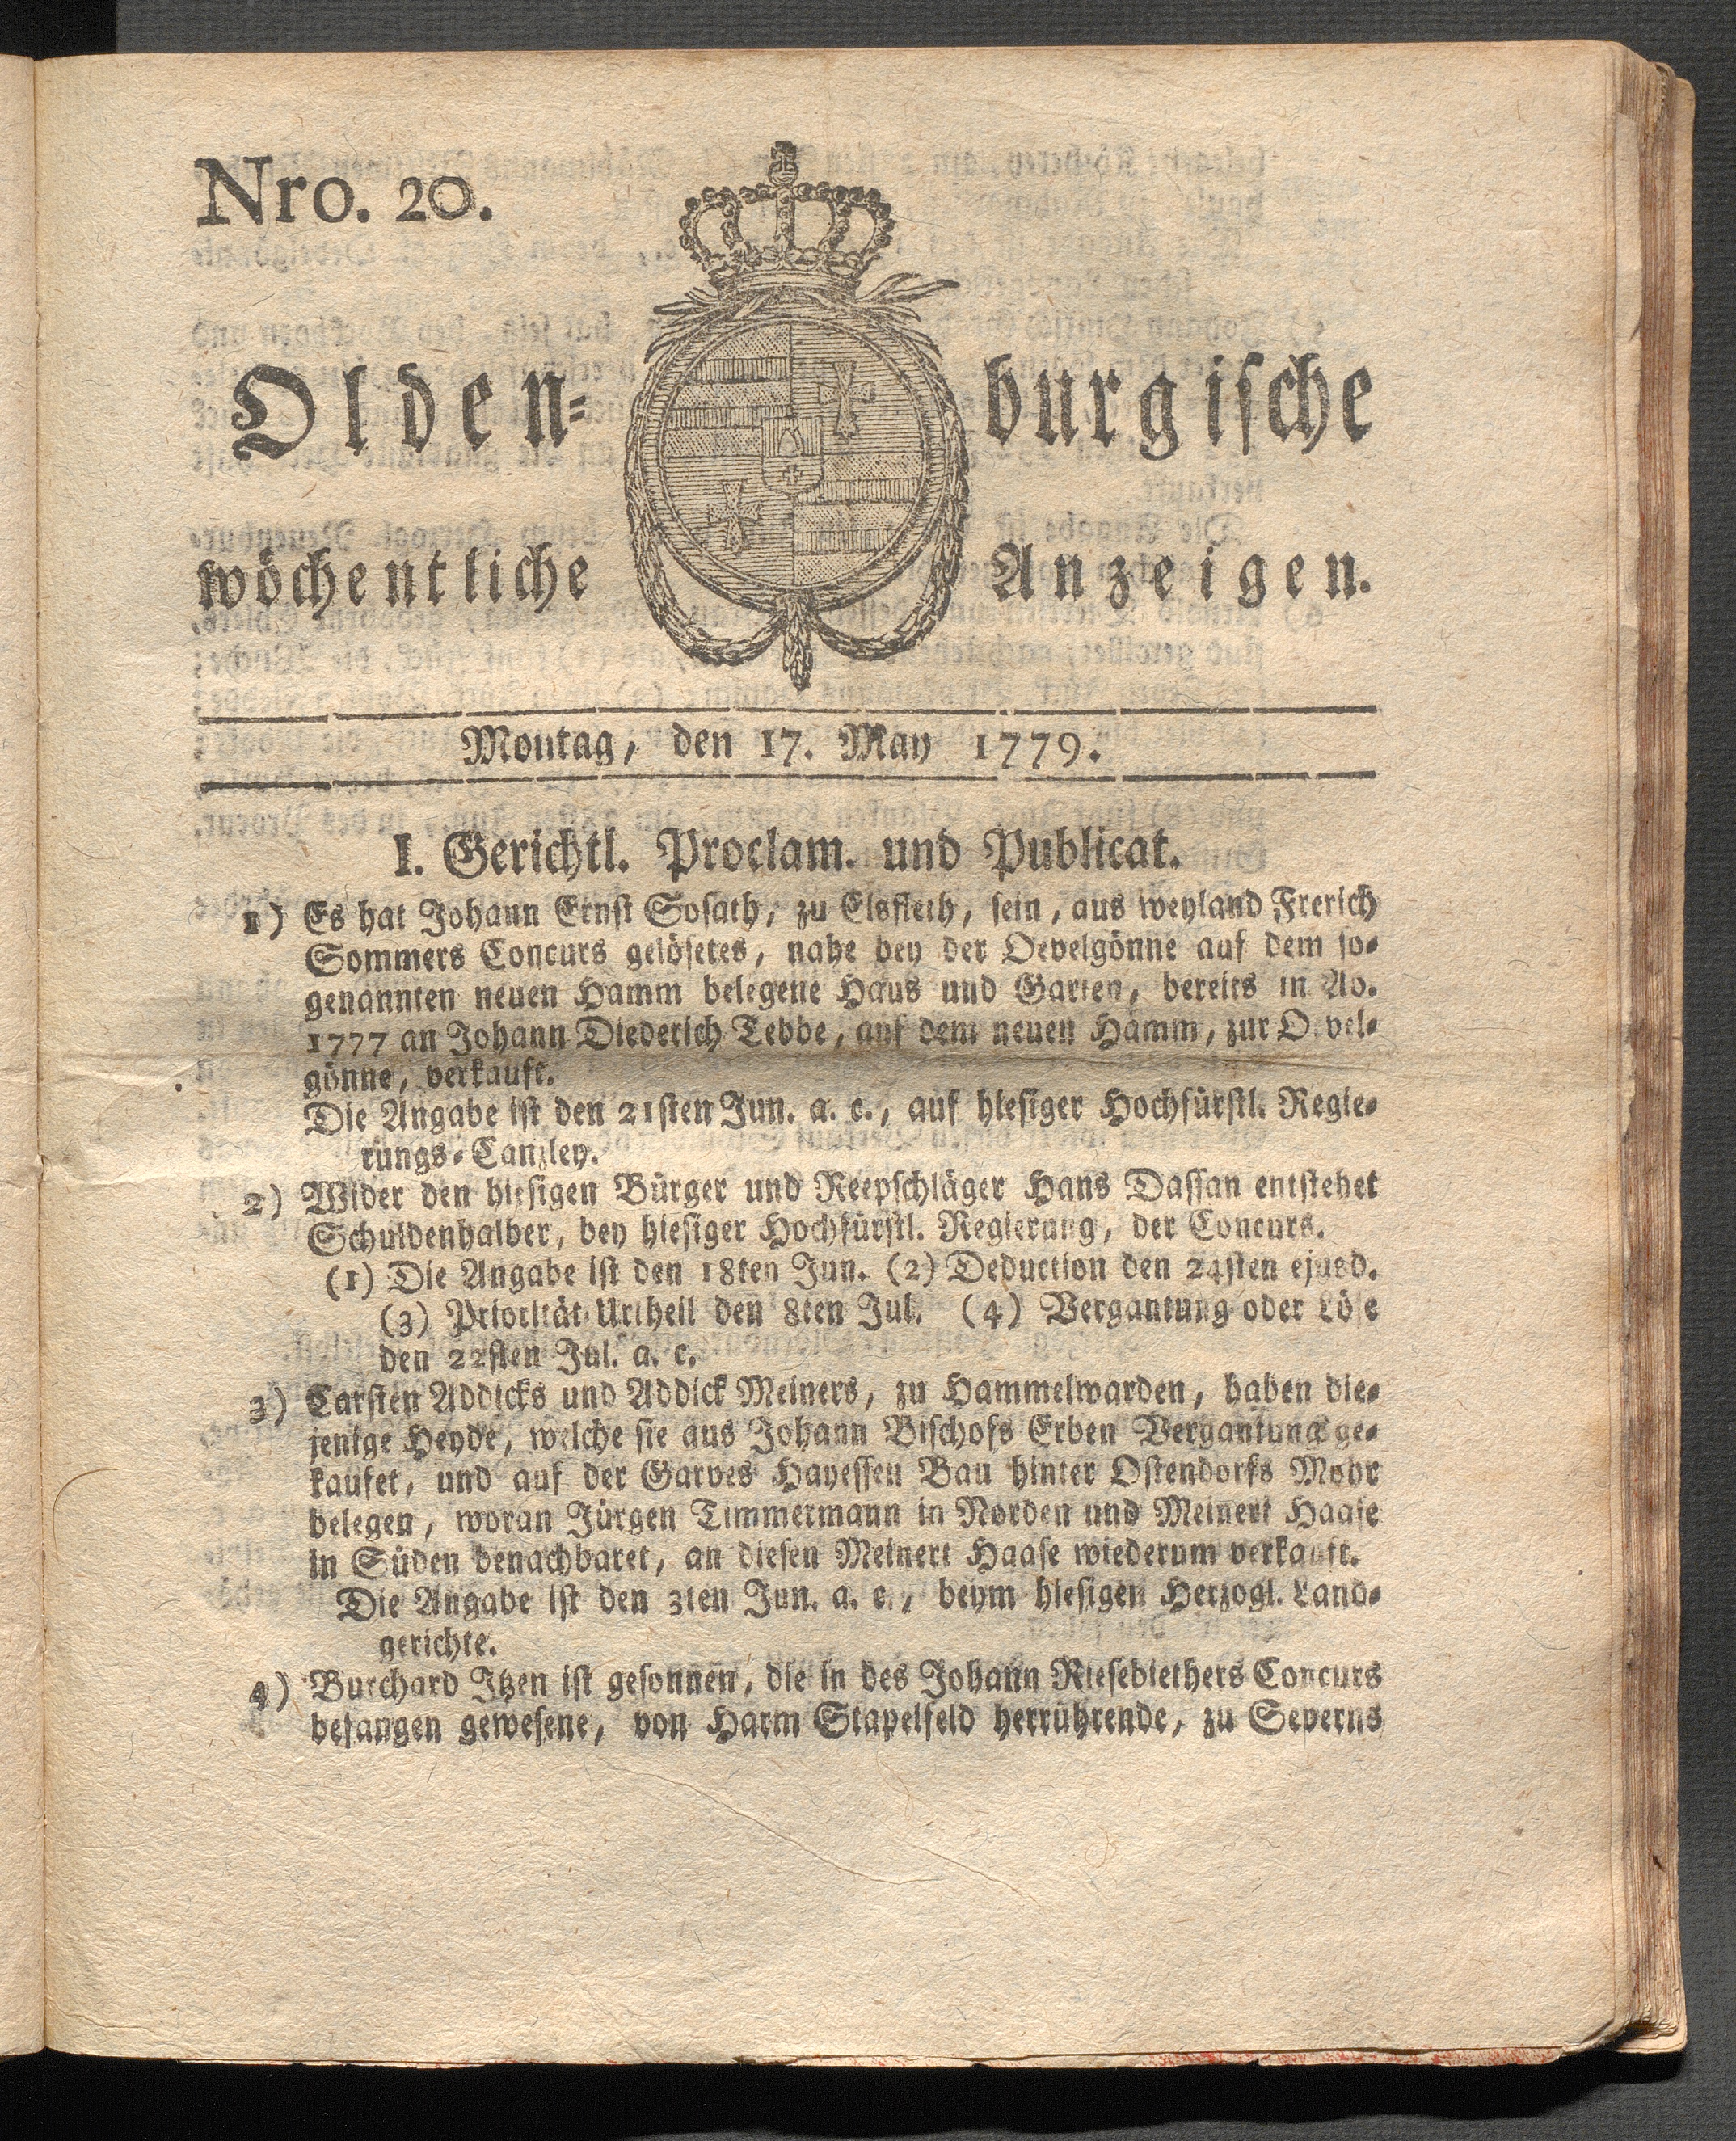 Nro. 20.
Olden-burgische
wöchentliche Anzeigen.
Montag, den 17. May 1779.
I. Gerichtl. Proclam. und Publicat.
1) Es hat Johann Ernst Sosath, zu Elsfleth, sein, aus weyland Frerich
Sommers Concurs gelösetes, nahe bey der Oevelgönne auf dem so-
genannten neuen Hamm belegene Haus und Garten, bereits in Ao.
1777 an Johann Diederich Tebbe, auf dem neuen Hamm, zur Oevel-
gönne, verkauft.
Die Angabe ist den 21sten Jun. a. c., auf hiesiger Hochfürstl. Regie-
rungs-Canzley.
2) Wider den hiesigen Bürger und Reepschläger Hans Dassan entstehet
Schuldenhalber, bey hiesiger Hochfürstl. Regierung, der Concurs.
(1) Die Angabe ist den 18ten Jun. (2) Deduction den 24sten ejusd.
(3) Priorität-Urtheil den 8ten Jul. (4) Vergantung oder Löse
den 22sten Jul. a. c.
3) Carsten Addicks und Addick Meiners, zu Hammelwarden, haben die-
jenige Heyde, welche sie aus Johann Bischofs Erben Vergantung ge-
kaufet, und auf der Garves Hayessen Bau hinter Ostendorfs Mohr
belegen, woran Jürgen Timmermann in Norden und Meinert Haase
in Süden benachbaret, an diesen Meinert Haase wiederum verkauft.
Die Angabe ist den 3ten Jun. a. c., beym hiesigen Herzogl. Land-
gerichte.
4) Burchard Itzen ist gesonnen, die in des Johann Riesebiethers Concurs
befangen gewesene, von Harm Stapelfeld herrührende, zu Severns